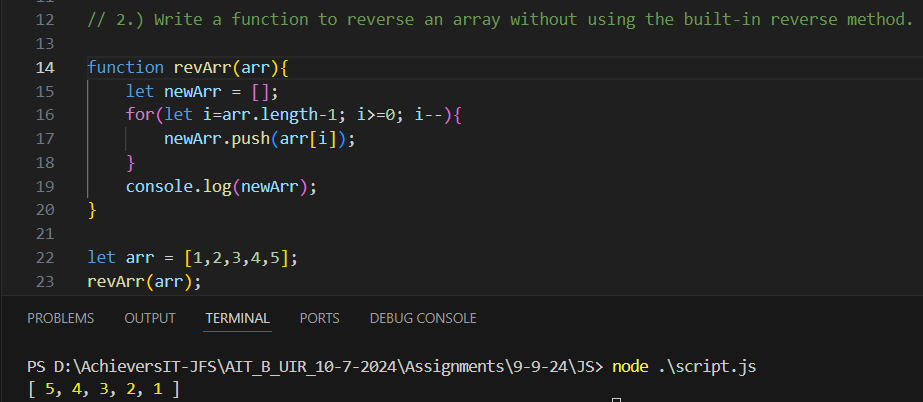 12 // 2.) Write a function to reverse an array without using the built-in reverse method.
13
14 function revArr(arr){
15 let newArr = [];
16 for(let i=arr.length-1; i>=0; i--){
17 newArr.push(arr[i]);
18 }
19 console.log(newArr);
20 }
21
22 let arr = [1,2,3,4,5];
23 revArr(arr);
PROBLEMS OUTPUT TERMINAL PORTS DEBUG CONSOLE
PS D:\AchieversIT-JFS\AIT_B_UIR_10-7-2024\Assignments\9-9-24\JS> node .\script.js
[ 5, 4, 3, 2, 1 ]